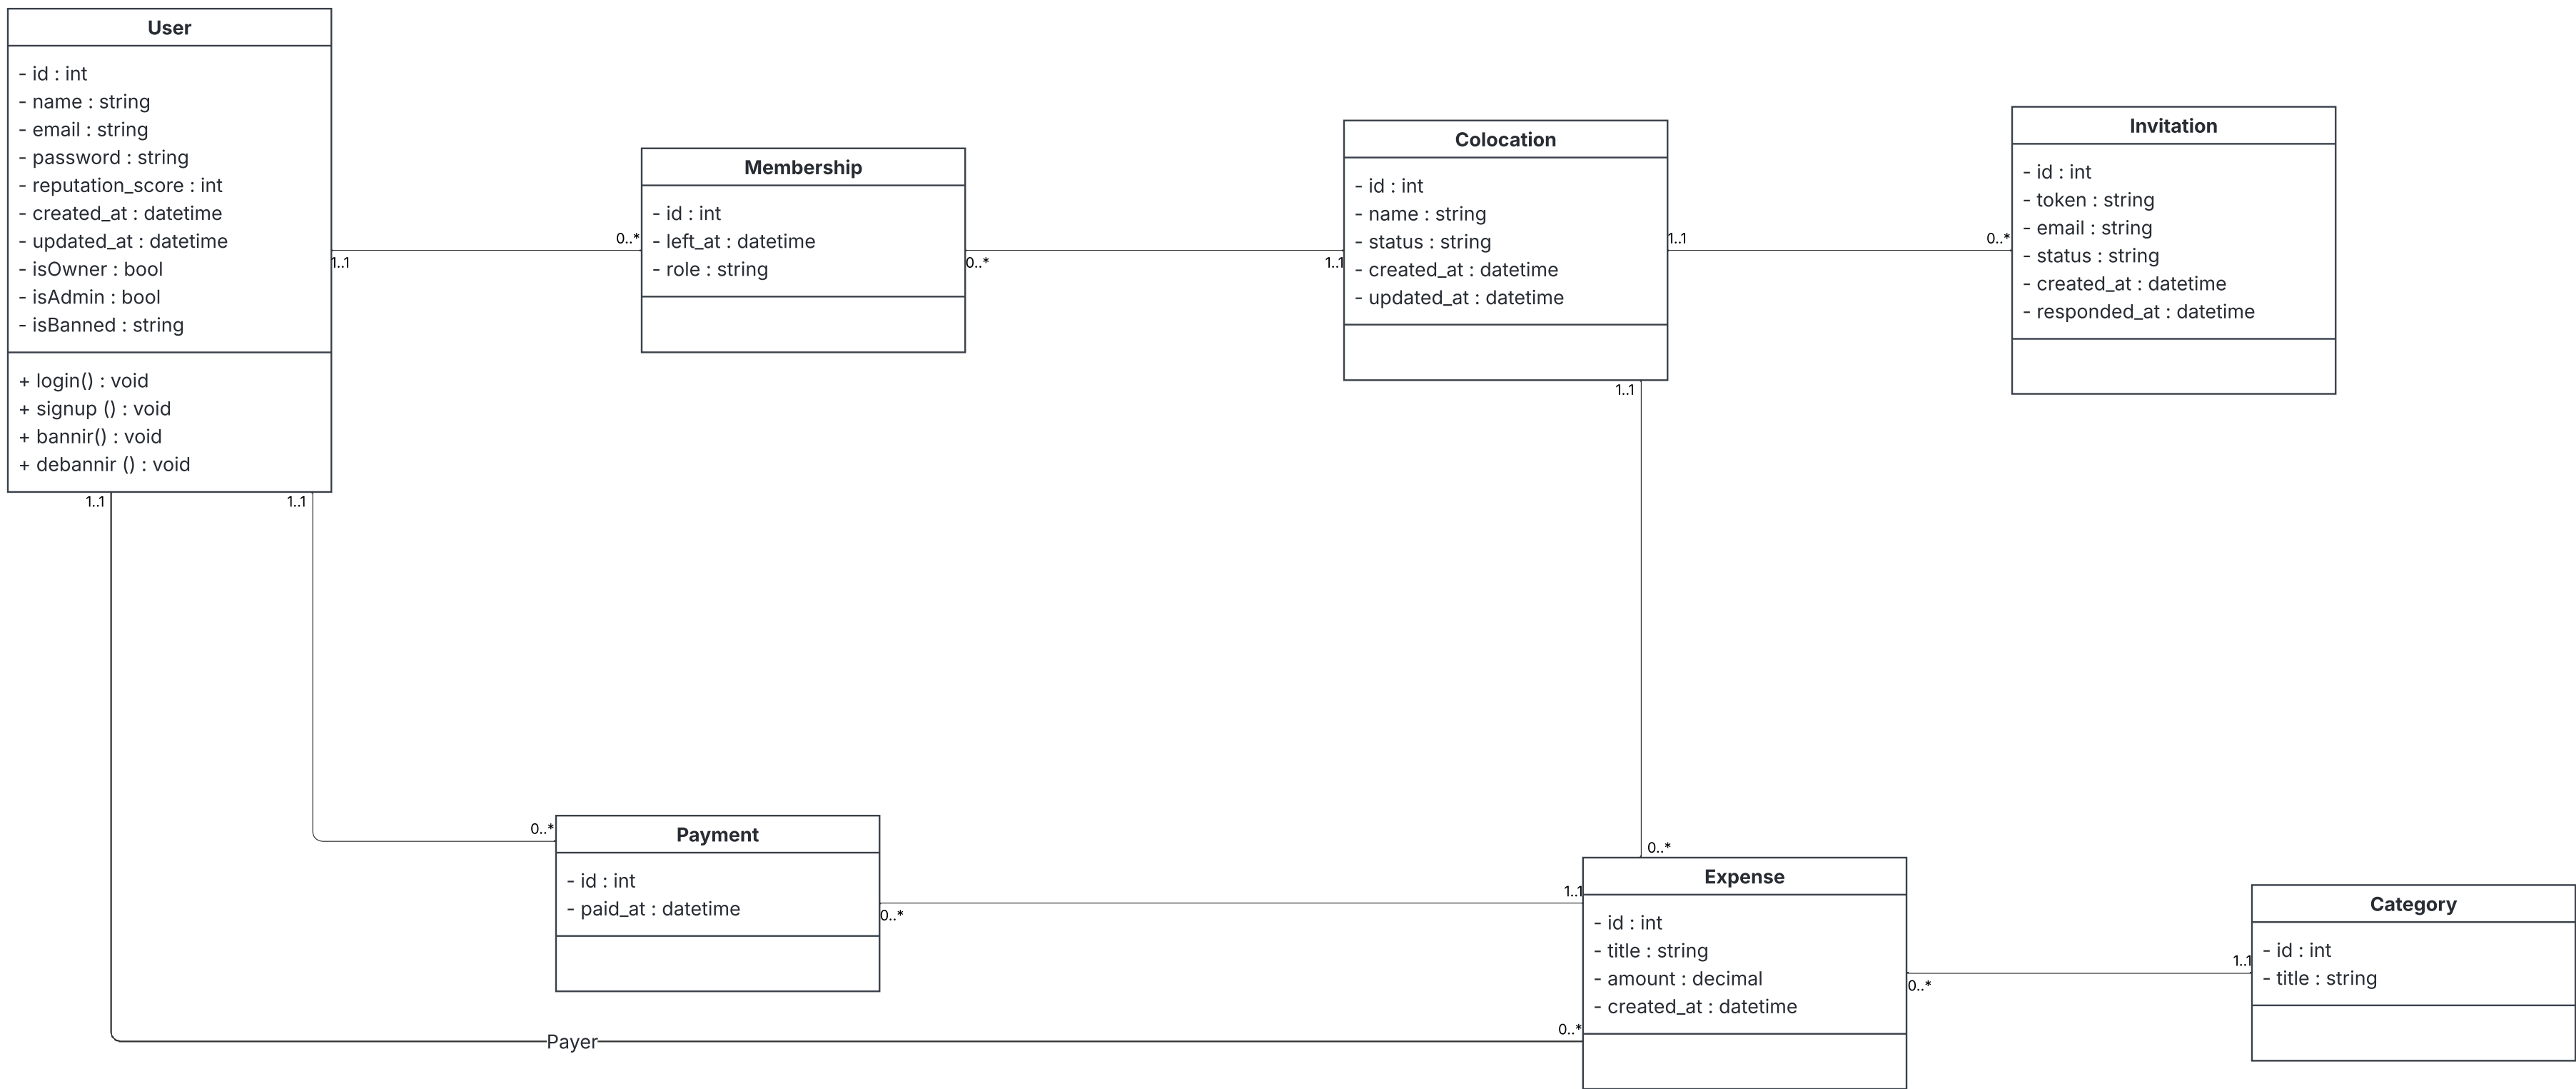 User
- id : int
- name : string
- email : string
- password : string
- reputation_score : int
- created_at : datetime
- updated_at : datetime
- isOwner : bool
- isAdmin : bool
- isBanned : string
+ login() : void
+ signup () : void
+ bannir() : void
+ debannir () : void
1..1
0..*
Membership
- id : int
- left_at : datetime
- role : string
0..*
1..1
Colocation
- id : int
- name : string
- status : string
- created_at : datetime
- updated_at : datetime
1..1
0..*
Invitation
- id : int
- token : string
- email : string
- status : string
- created_at : datetime
- responded_at : datetime
1..1
1..1
1..1
0..*
Payment
- id : int
- paid_at : datetime
0..*
1..1
0..*
Expense
- id : int
- title : string
- amount : decimal
- created_at : datetime
0..*
1..1
Category
- id : int
- title : string
Payer
0..*